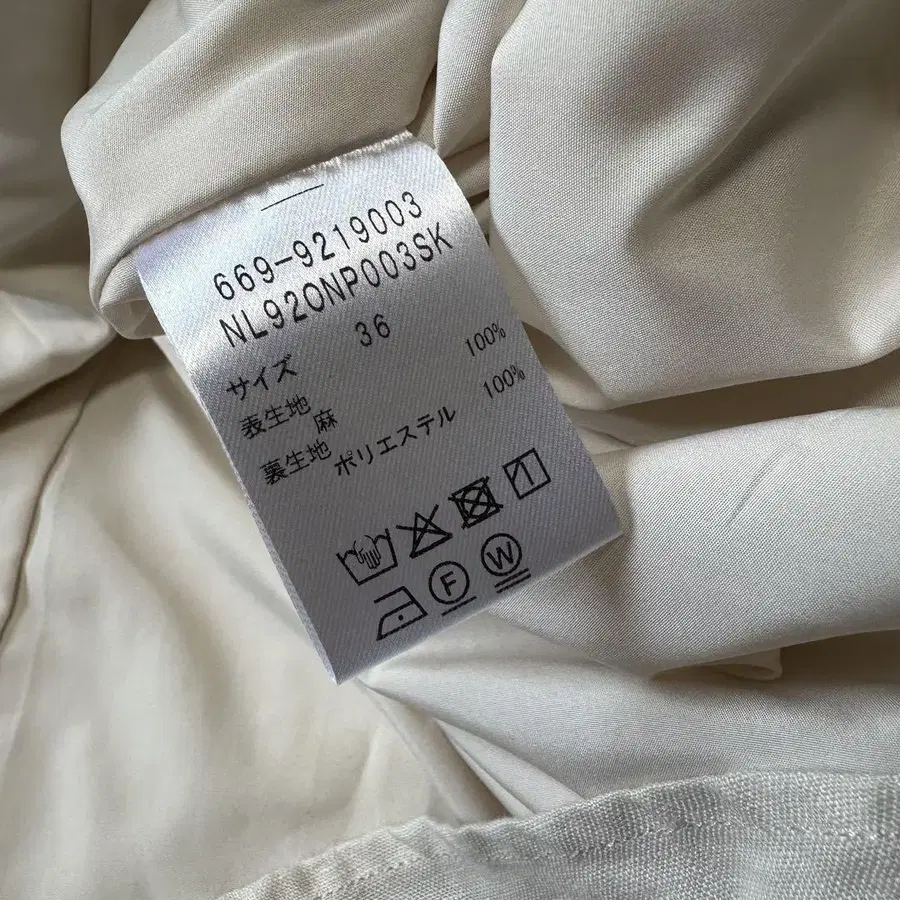 669-9219003
NL92ONP003SK
サイズ 36
表生地 麻 100%
裏生地 ポリエステル 100%
F W